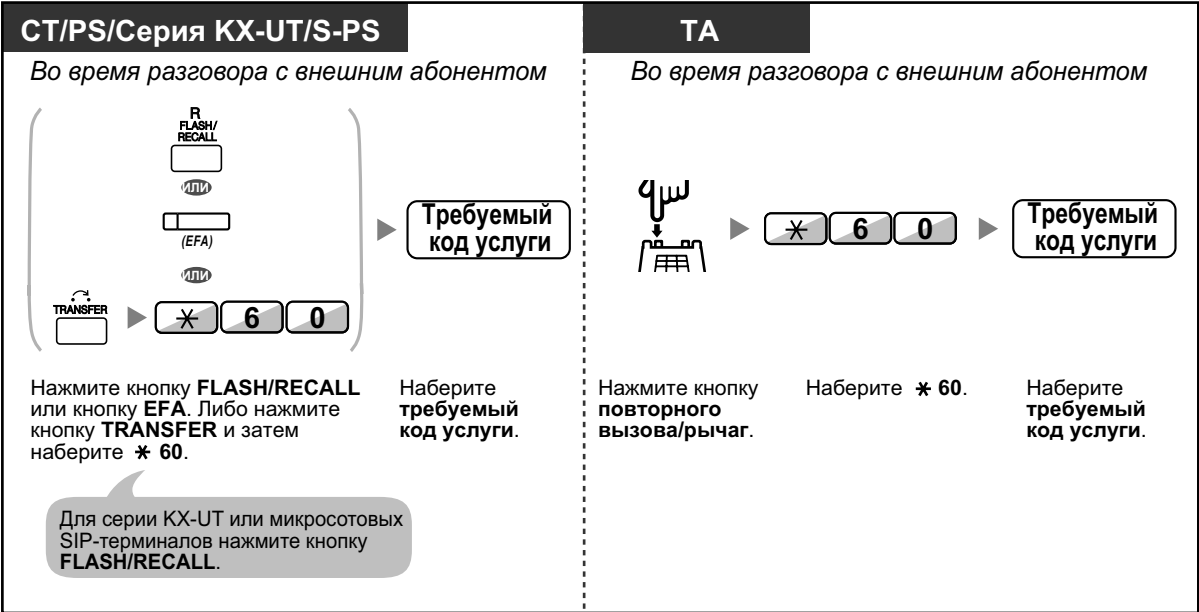 СТ/PS/Серия KX-UT/S-PS
Во время разговора с внешним абонентом
R
FLASH/
RECALL
или
(EFA)
или
TRANSFER
* 6 0
Требуемый
код услуги
Нажмите кнопку FLASH/RECALL
или кнопку EFA. Либо нажмите
кнопку TRANSFER и затем
наберите * 60.
Наберите
требуемый
код услуги.
Для серии KX-UT или микросотовых
SIP-терминалов нажмите кнопку
FLASH/RECALL.
ТА
Во время разговора с внешним абонентом
* 6 0
Требуемый
код услуги
Нажмите кнопку
повторного
вызова/рычаг.
Наберите * 60.
Наберите
требуемый
код услуги.